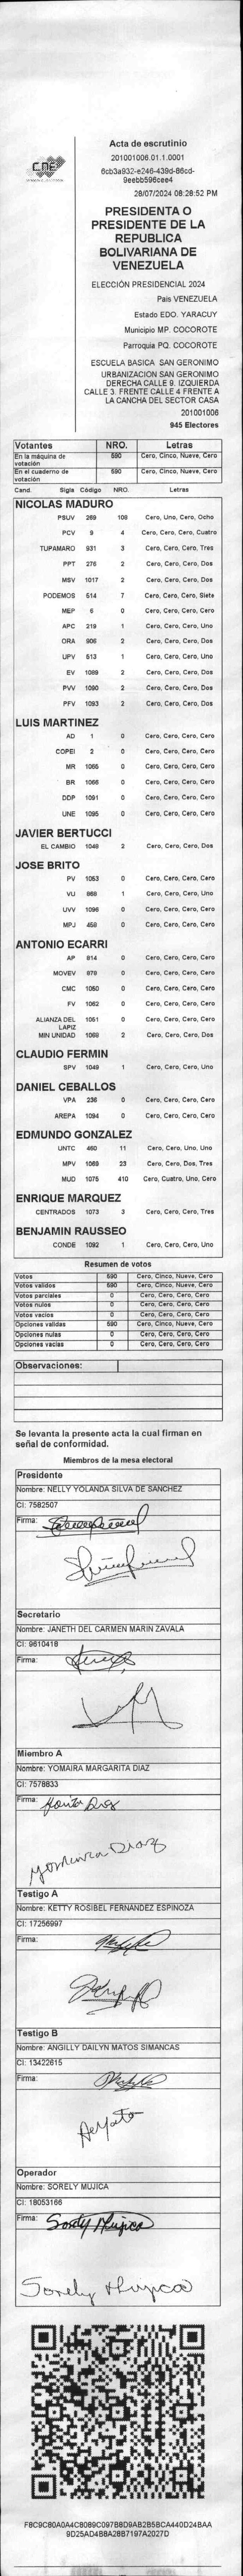 CNE
Acta de escrutinio
201001006.01.1.0001
6cb3a932-e246-439d-86cd-
9eebb596cee4
28/07/2024 08:28:52 PM
PRESIDENTA O
PRESIDENTE DE LA
REPUBLICA
BOLIVARIANA DE
VENEZUELA
ELECCIÓN PRESIDENCIAL 2024
Pais VENEZUELA
Estado EDO. YARACUY
Municipio MP. COCOROTE
Parroquia PQ. COCOROTE
ESCUELA BASICA SAN GERONIMO
URBANIZACION SAN GERONIMO
DERECHA CALLE 9. IZQUIERDA
CALLE 3. FRENTE CALLE 4 FRENTE A
LA CANCHA DEL SECTOR CASA
201001006
945 Electores
Votantes NRO. Letras
En la máquina de votación 590 Cero, Cinco, Nueve, Cero
En el cuaderno de votación 590 Cero, Cinco, Nueve, Cero
Cand. Sigla Código NRO. Letras
NICOLAS MADURO
PSUV 269 108 Cero, Uno, Cero, Ocho
PCV 9 4 Cero, Cero, Cero, Cuatro
TUPAMARO 931 3 Cero, Cero, Cero, Tres
PPT 276 2 Cero, Cero, Cero, Dos
MSV 1017 2 Cero, Cero, Cero, Dos
PODEMOS 514 7 Cero, Cero, Cero, Siete
MEP 6 0 Cero, Cero, Cero, Cero
APC 219 1 Cero, Cero, Cero, Uno
ORA 906 2 Cero, Cero, Cero, Dos
UPV 513 1 Cero, Cero, Cero, Uno
EV 1089 2 Cero, Cero, Cero, Dos
PVV 1090 2 Cero, Cero, Cero, Dos
PFV 1093 2 Cero, Cero, Cero, Dos
LUIS MARTINEZ
AD 1 0 Cero, Cero, Cero, Cero
COPEI 2 0 Cero, Cero, Cero, Cero
MR 1065 0 Cero, Cero, Cero, Cero
BR 1066 0 Cero, Cero, Cero, Cero
DDP 1091 0 Cero, Cero, Cero, Cero
UNE 1095 0 Cero, Cero, Cero, Cero
JAVIER BERTUCCI
EL CAMBIO 1046 2 Cero, Cero, Cero, Dos
JOSE BRITO
PV 1053 0 Cero, Cero, Cero, Cero
VU 868 1 Cero, Cero, Cero, Uno
UVV 1096 0 Cero, Cero, Cero, Cero
MPJ 458 0 Cero, Cero, Cero, Cero
ANTONIO ECARRI
AP 814 0 Cero, Cero, Cero, Cero
MOVEV 979 0 Cero, Cero, Cero, Cero
CMC 1050 0 Cero, Cero, Cero, Cero
FV 1062 0 Cero, Cero, Cero, Cero
ALIANZA DEL LAPIZ 1051 0 Cero, Cero, Cero, Cero
MIN UNIDAD 1068 2 Cero, Cero, Cero, Dos
CLAUDIO FERMIN
SPV 1049 1 Cero, Cero, Cero, Uno
DANIEL CEBALLOS
VPA 236 0 Cero, Cero, Cero, Cero
AREPA 1094 0 Cero, Cero, Cero, Cero
EDMUNDO GONZALEZ
UNTC 460 11 Cero, Cero, Uno, Uno
MPV 1069 23 Cero, Cero, Dos, Tres
MUD 1075 410 Cero, Cuatro, Uno, Cero
ENRIQUE MARQUEZ
CENTRADOS 1073 3 Cero, Cero, Cero, Tres
BENJAMIN RAUSSEO
CONDE 1092 1 Cero, Cero, Cero, Uno
Resumen de votos
Votos 590 Cero, Cinco, Nueve, Cero
Votos validos 590 Cero, Cinco, Nueve, Cero
Votos parciales 0 Cero, Cero, Cero, Cero
Votos nulos 0 Cero, Cero, Cero, Cero
Votos vacios 0 Cero, Cero, Cero, Cero
Opciones validas 590 Cero, Cinco, Nueve, Cero
Opciones nulas 0 Cero, Cero, Cero, Cero
Opciones vacias 0 Cero, Cero, Cero, Cero
Observaciones:
Se levanta la presente acta la cual firman en
señal de conformidad.
Miembros de la mesa electoral
Presidente
Nombre: NELLY YOLANDA SILVA DE SANCHEZ
CI: 7582507
Firma:
Secretario
Nombre: JANETH DEL CARMEN MARIN ZAVALA
CI: 9610418
Firma:
Miembro A
Nombre: YOMAIRA MARGARITA DIAZ
CI: 7578833
Firma:
Yomaira Diaz
Testigo A
Nombre: KETTY ROSIBEL FERNANDEZ ESPINOZA
CI: 17256997
Firma:
Testigo B
Nombre: ANGILLY DAILYN MATOS SIMANCAS
CI: 13422615
Firma:
Operador
Nombre: SORELY MUJICA
CI: 18053166
Firma: Sorely Mujica
Sorely Mujica
F8C9C80A0A4C8089C097B8D9AB2B5BCA440D24BAA
9D25AD4B8A28B7197A2027D